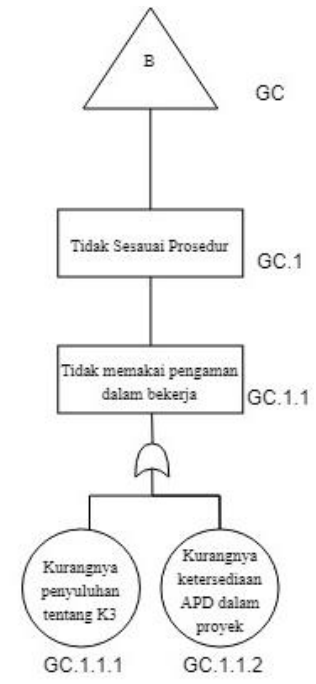 B
GC
Tidak Sesauai Prosedur
GC.1
Tidak memakai pengaman
dalam bekerja
GC.1.1
Kurangnya
penyuluhan
tentang K3
Kurangnya
ketersediaan
APD dalam
proyek
GC.1.1.1
GC.1.1.2